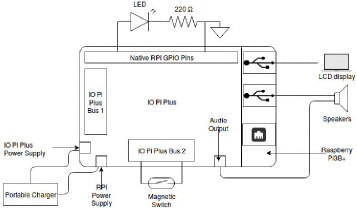 LED
220 Ω
Native RPI GPIO Pins
LCD display
IO PI
Plus
Bus 1
IO PI Plus
Audio
Output
Speakers
IO PI Plus
Power Supply
IO PI Plus Bus 2
Raspberry
PI3B+
Portable Charger
RPI
Power
Supply
Magnetic
Switch